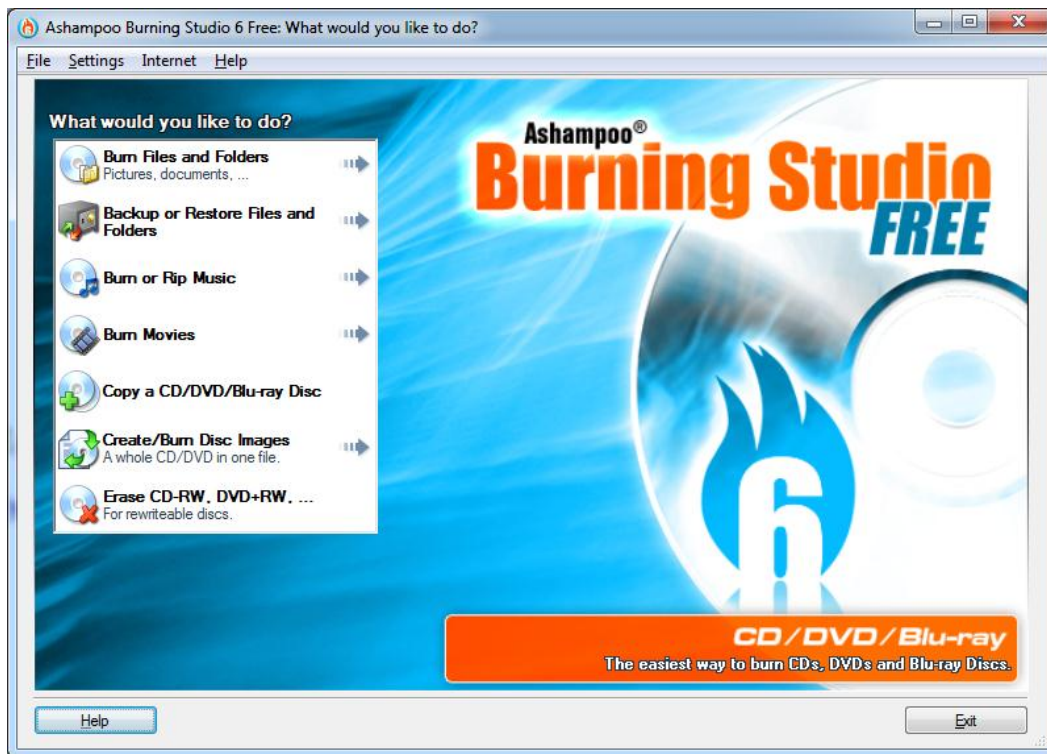 Ashampoo Burning Studio 6 Free: What would you like to do?
File Settings Internet Help
What would you like to do?
Burn Files and Folders
Pictures, documents, ...
Backup or Restore Files and
Folders
Burn or Rip Music
Burn Movies
Copy a CD/DVD/Blu-ray Disc
Create/Burn Disc Images
A whole CD/DVD in one file.
Erase CD-RW, DVD+RW, ...
For rewriteable discs.
Ashampoo®
Burning Studio
FREE
6
CD/DVD/Blu-ray
The easiest way to burn CDs, DVDs and Blu-ray Discs.
Help
Exit